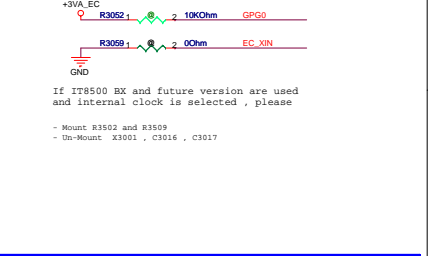 +3VA_EC
R3052 1 @ 2 10KOhm GPG0
R3059 1 @ 2 0Ohm EC_XIN
GND
If IT8500 BX and future version are used
and internal clock is selected , please
- Mount R3502 and R3509
- Un-Mount X3001 , C3016 , C3017